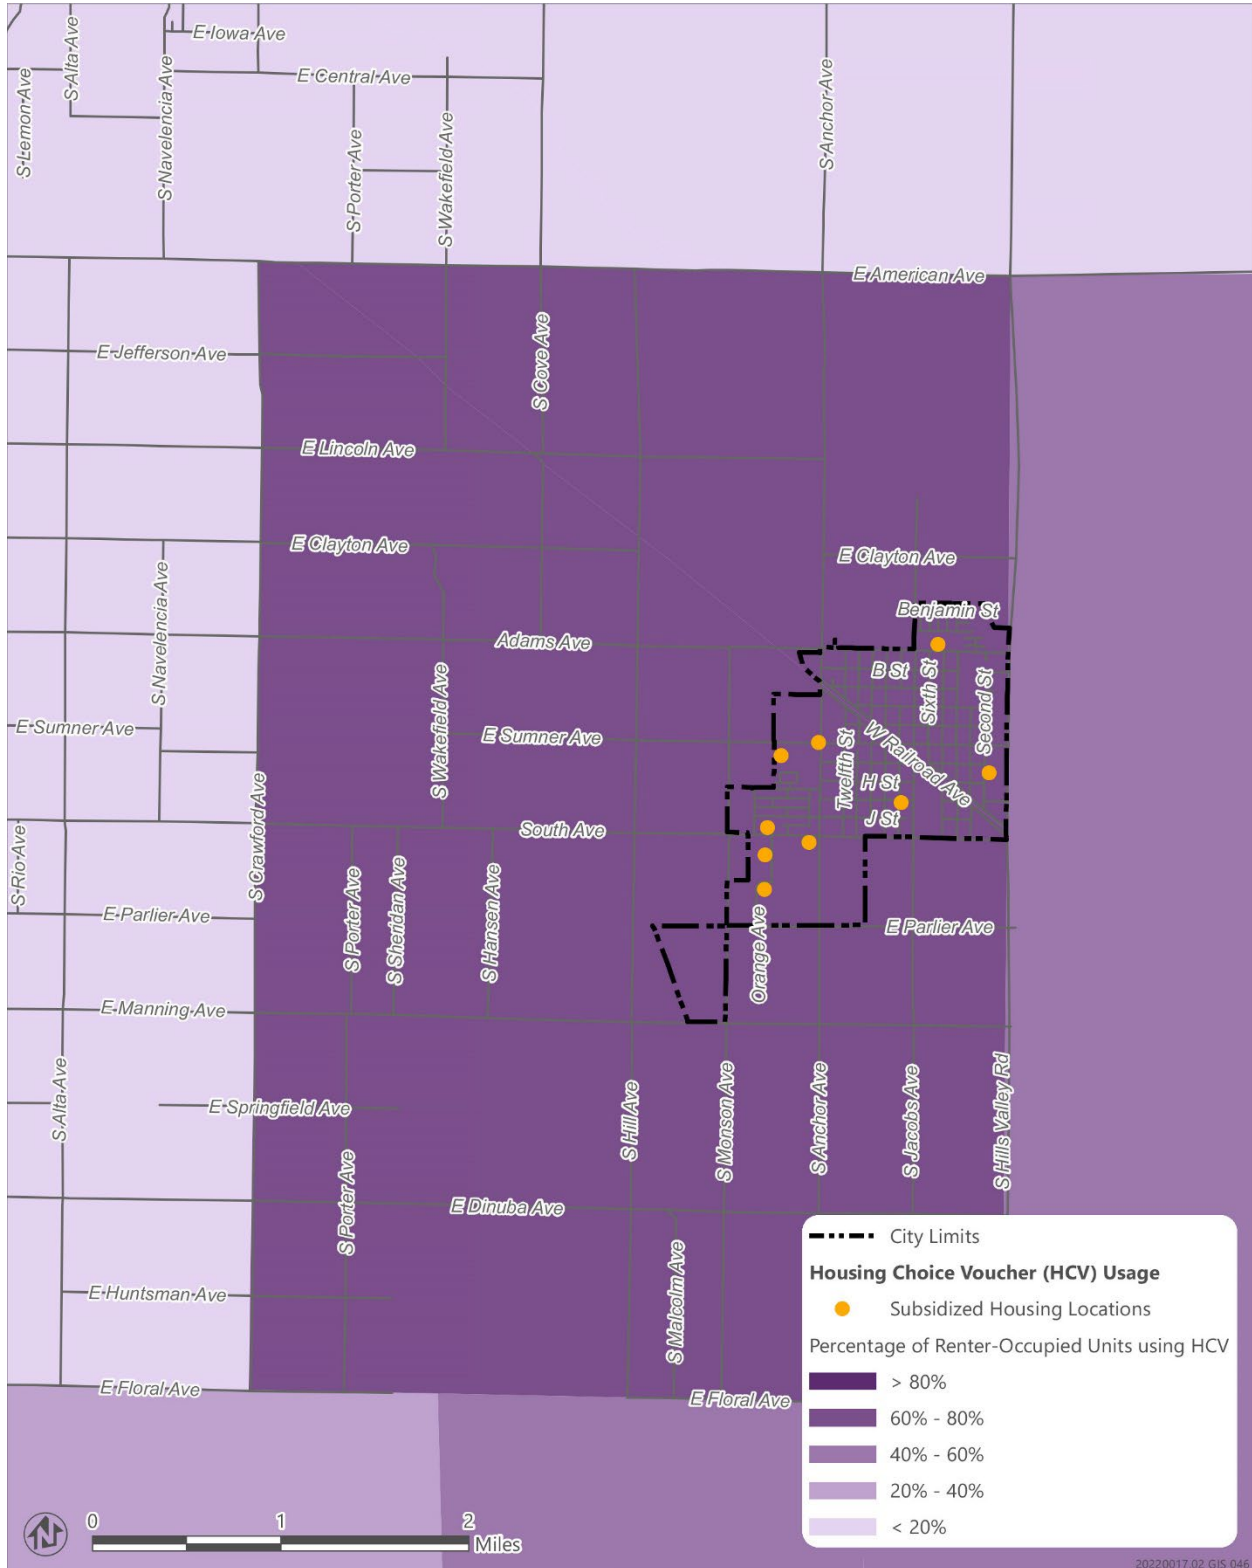 E Iowa Ave
S Alta Ave
S Lemon Ave
S Navelencia Ave
E Central Ave
S Porter Ave
S Wakefield Ave
S Anchor Ave
E American Ave
E Jefferson Ave
S Cove Ave
E Lincoln Ave
E Clayton Ave
E Clayton Ave
S Navelencia Ave
Benjamin St
Adams Ave
B St
Sixth St
Second St
S Wakefield Ave
E Sumner Ave
E Sumner Ave
Twelfth St
W Railroad Ave
H St
J St
S Crawford Ave
South Ave
S Rio Ave
E Parlier Ave
S Porter Ave
S Sheridan Ave
S Hansen Ave
Orange Ave
E Parlier Ave
E Manning Ave
S Alta Ave
E Springfield Ave
S Hill Ave
S Monson Ave
S Anchor Ave
S Jacobs Ave
S Hills Valley Rd
S Porter Ave
E Dinuba Ave
S Malcolm Ave
E Huntsman Ave
E Floral Ave
E Floral Ave
City Limits
Housing Choice Voucher (HCV) Usage
Subsidized Housing Locations
Percentage of Renter-Occupied Units using HCV
> 80%
60% - 80%
40% - 60%
20% - 40%
< 20%
N
0 1 2
Miles
20220017.02 GIS 046